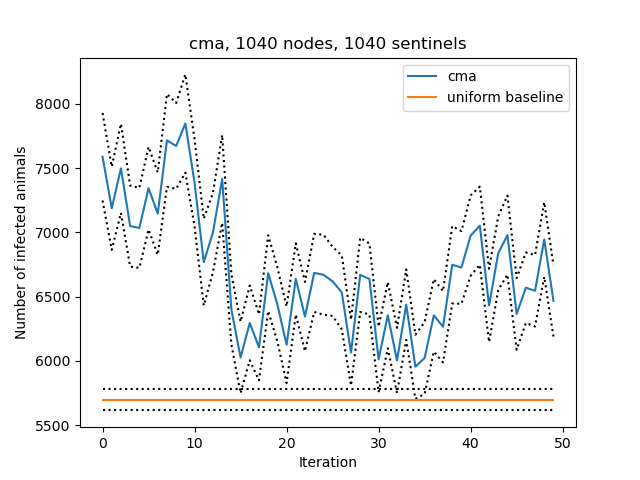 cma, 1040 nodes, 1040 sentinels
cma
uniform baseline
Number of infected animals
8000
7500
7000
6500
6000
5500
0 10 20 30 40 50
Iteration